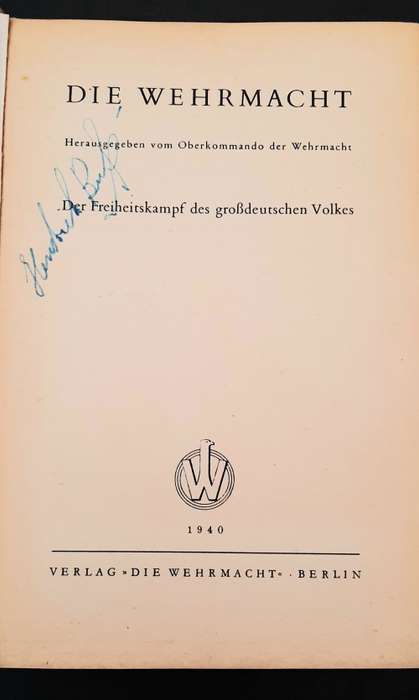 DIE WEHRMACHT
Herausgegeben vom Oberkommando der Wehrmacht
Der Freiheitskampf des großdeutschen Volkes
W
1940
VERLAG »DIE WEHRMACHT« · BERLIN